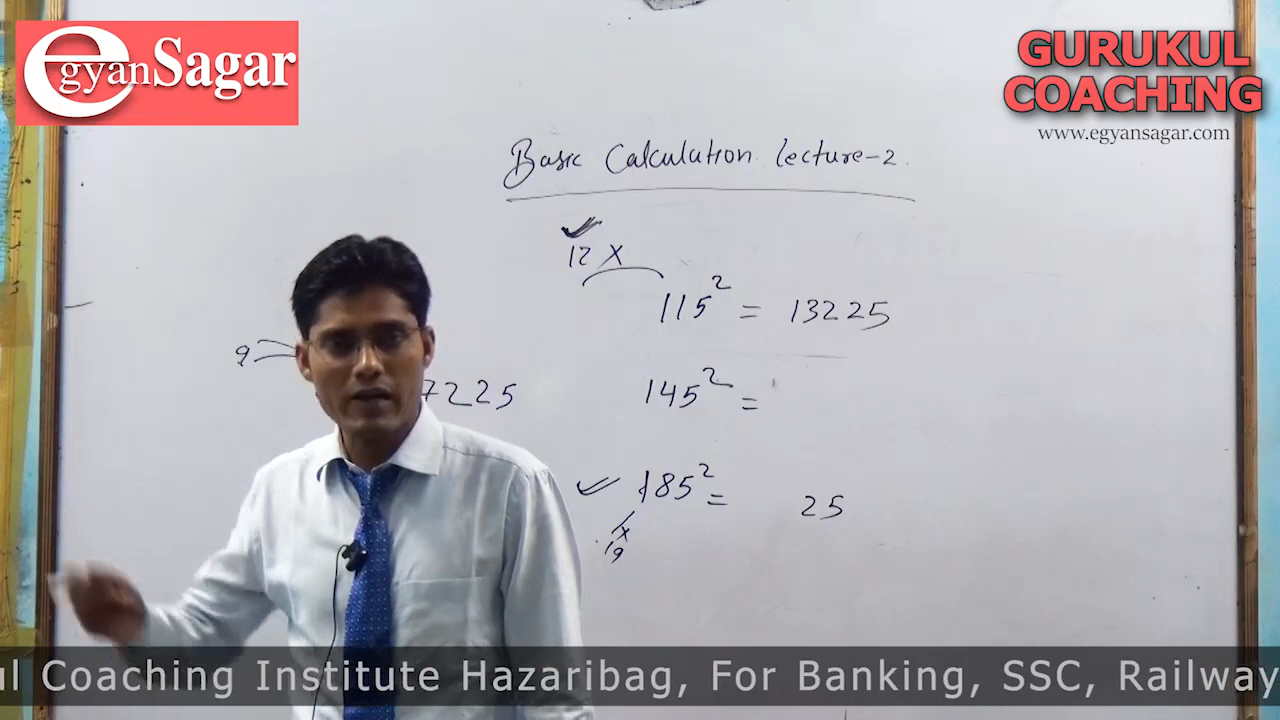 egyanSagar
GURUKUL
COACHING
www.egyansagar.com
Basic Calculation Lecture-2.
12 X
115² = 13225
9
7225
145² =
185² = 25
X
19
Coaching Institute Hazaribag, For Banking, SSC, Railway